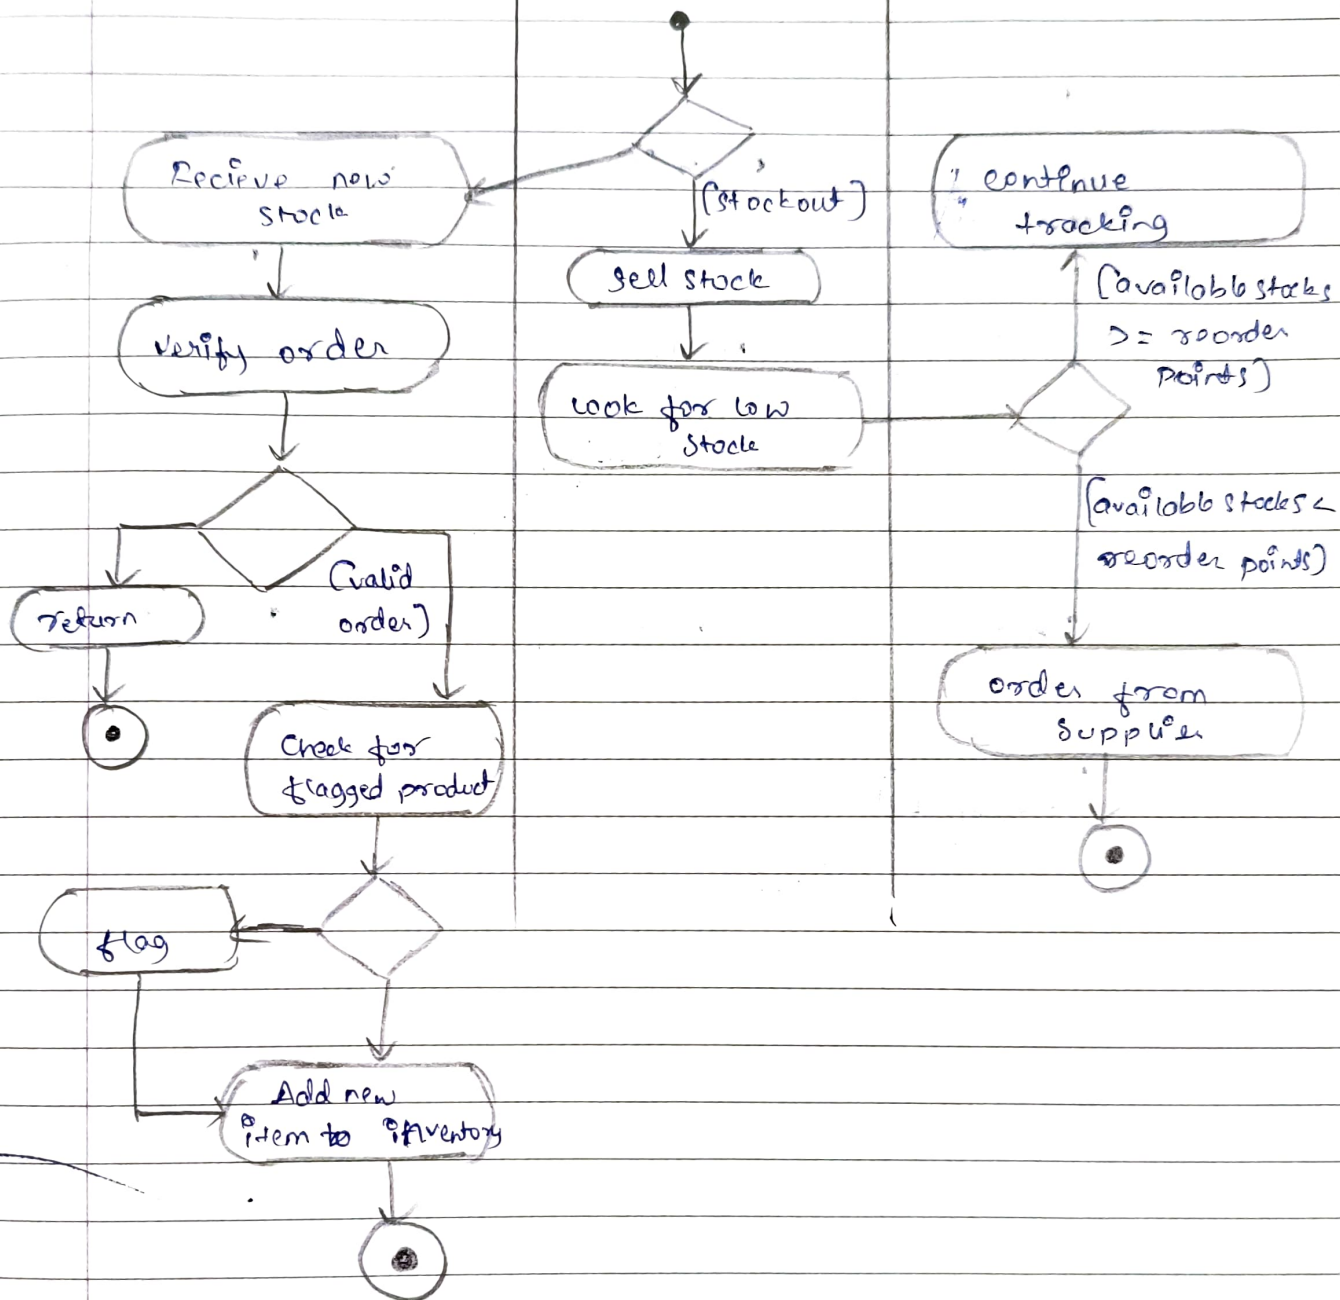 Recieve new
stock
[stockout]
continue
tracking
sell stock
[available stocks
>= reorder
points]
verify order
look for low
stock
[available stocks <
reorder points]
[valid
order]
return
order from
supplier
Check for
flagged product
flag
Add new
item to inventory